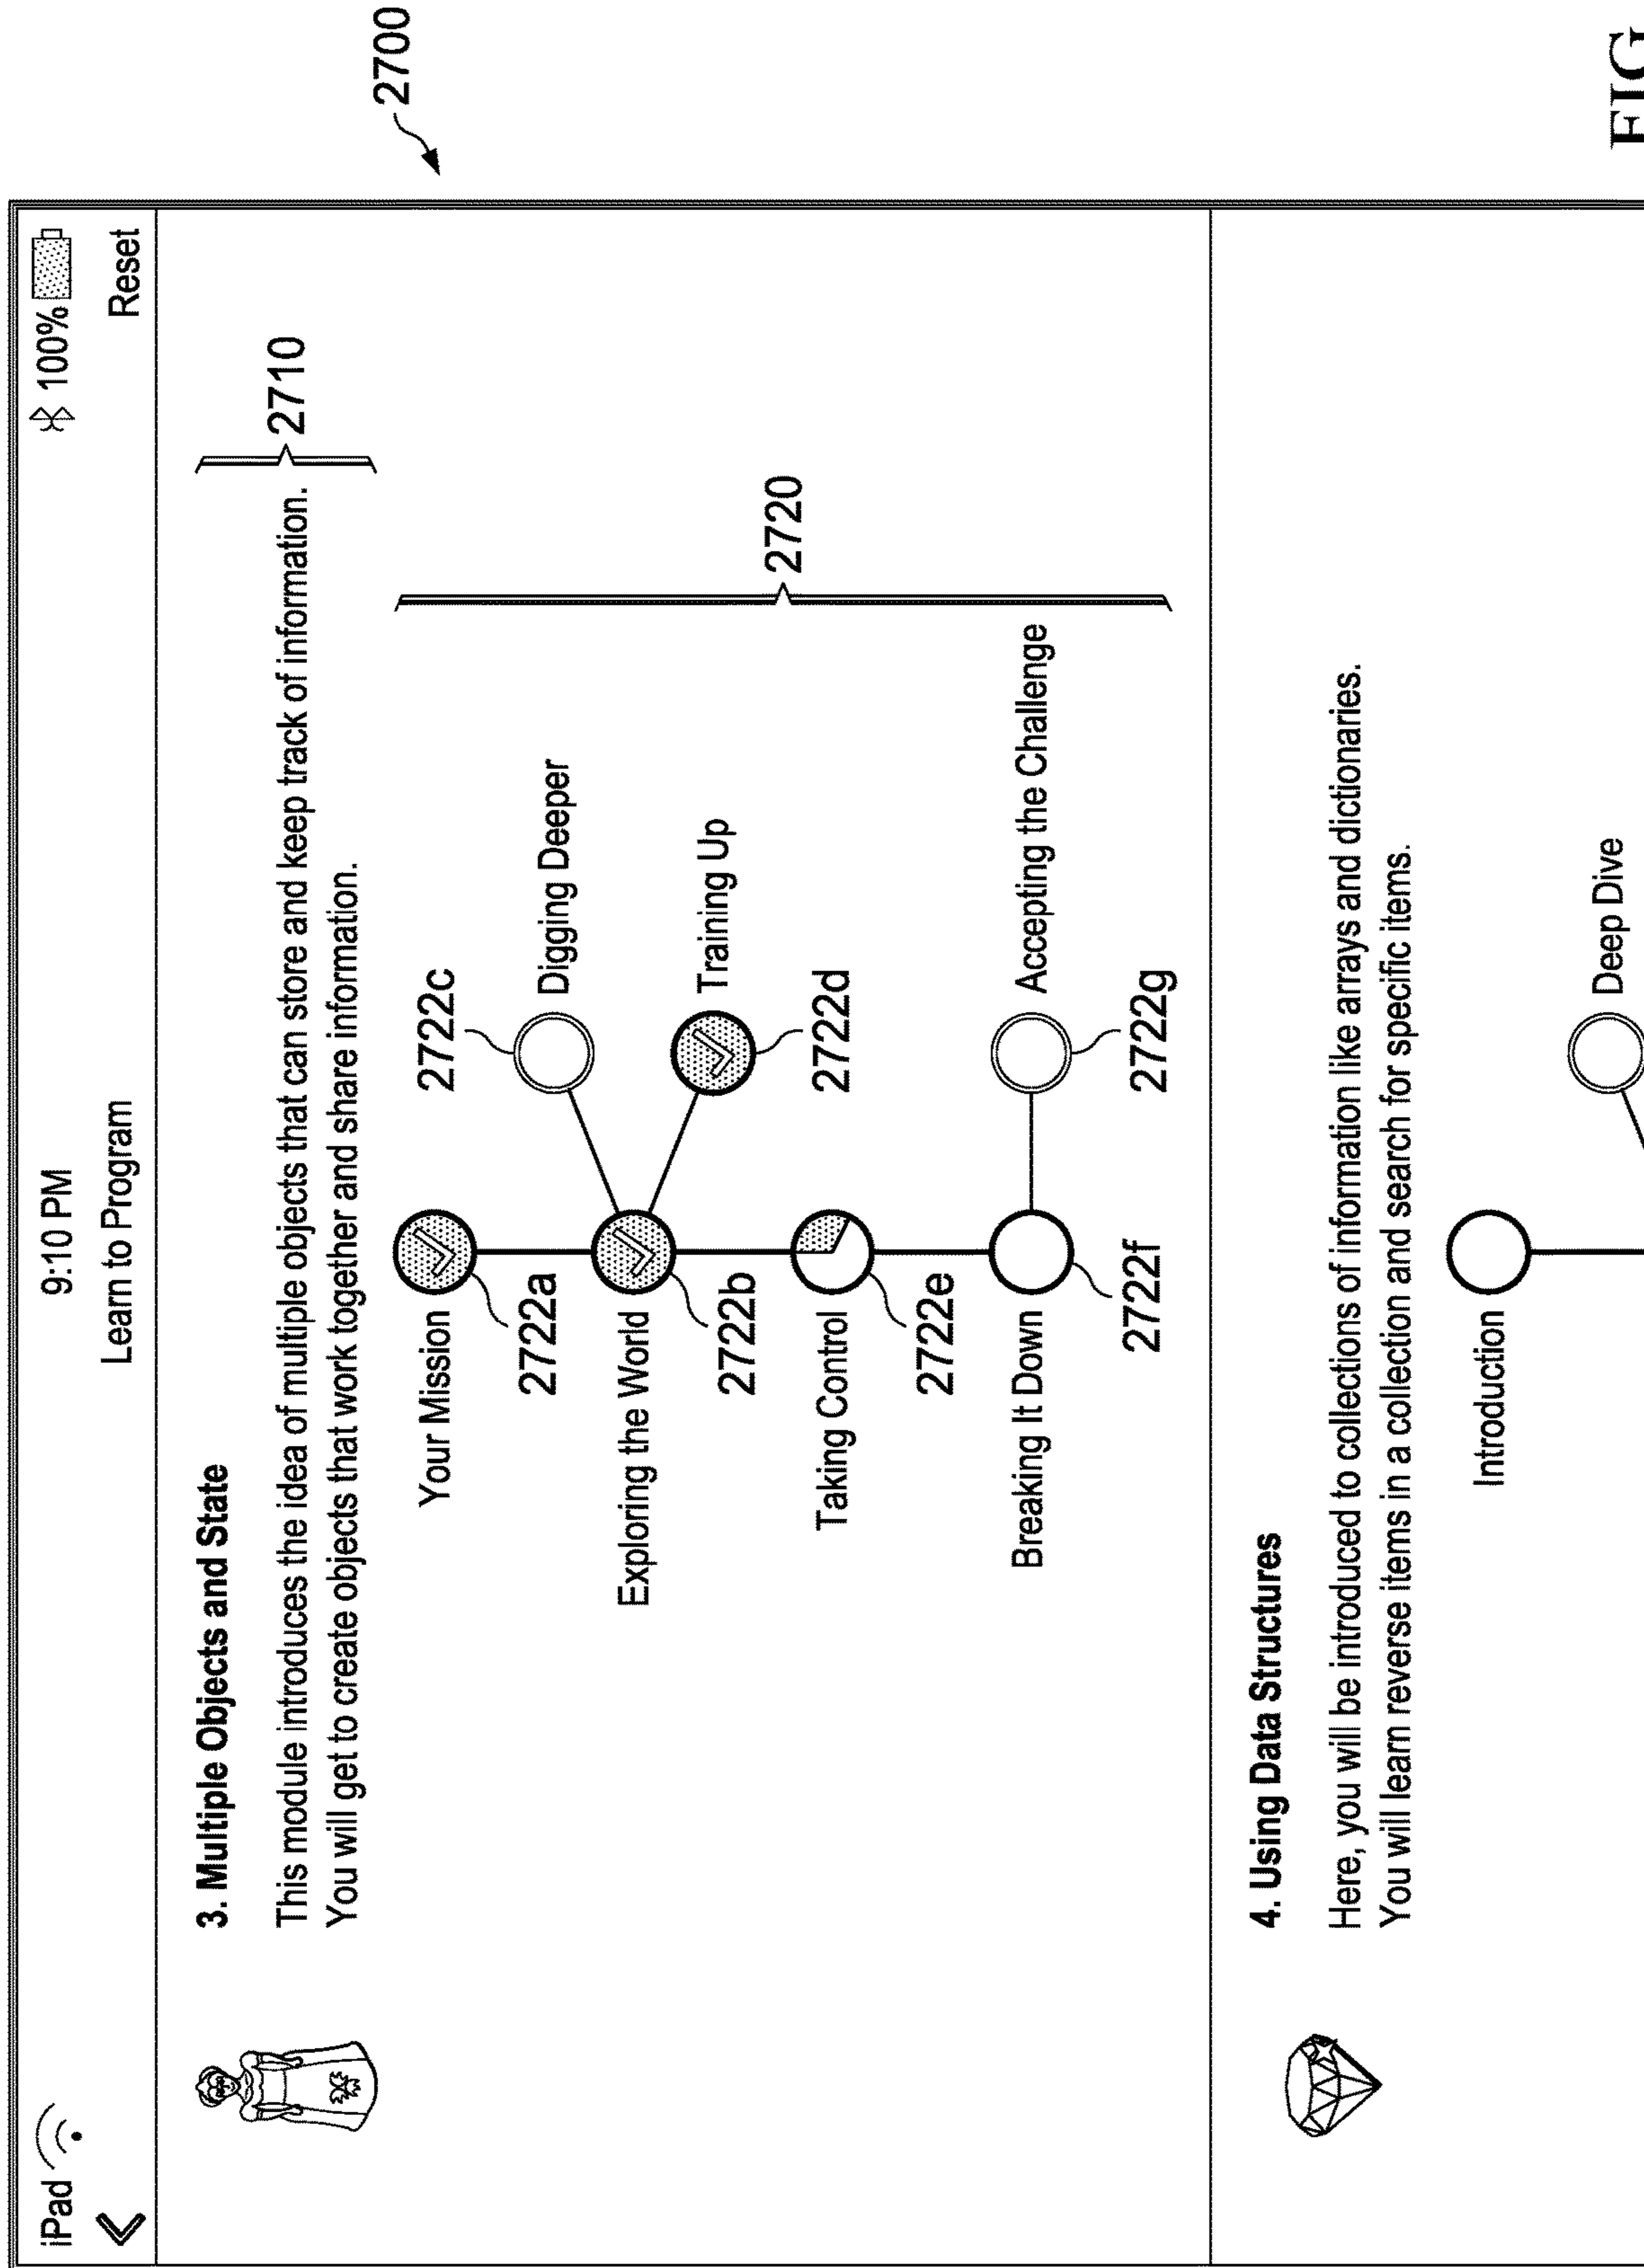 iPad 9:10 PM 100%
Learn to Program Reset
2700
3. Multiple Objects and State
This module introduces the idea of multiple objects that can store and keep track of information.
You will get to create objects that work together and share information.
2710
Your Mission
2722a
2722c
Digging Deeper
Exploring the World
2722b
Training Up
2722d
2720
Taking Control
2722e
Breaking It Down
2722f
Accepting the Challenge
2722g
4. Using Data Structures
Here, you will be introduced to collections of information like arrays and dictionaries.
You will learn reverse items in a collection and search for specific items.
Introduction
Deep Dive
FIG